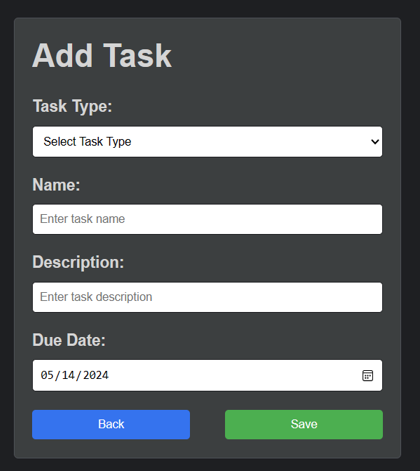 Add Task
Task Type:
Select Task Type
Name:
Enter task name
Description:
Enter task description
Due Date:
05/14/2024
Back Save